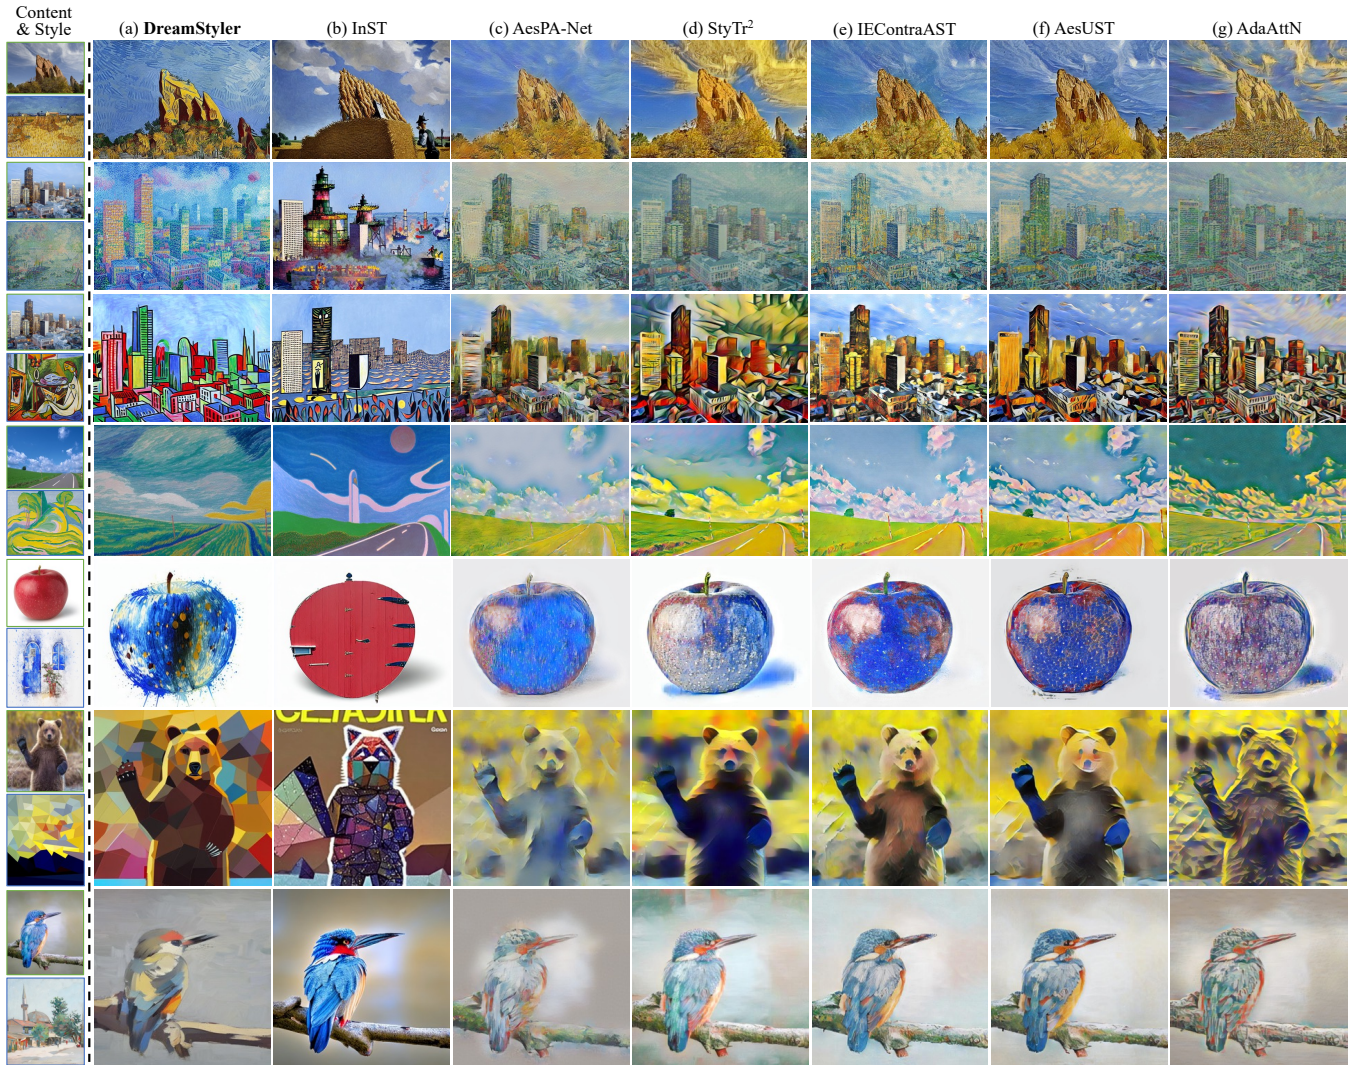 Content
& Style
(a) DreamStyler
(b) InST
(c) AesPA-Net
(d) StyTr²
(e) IEContraAST
(f) AesUST
(g) AdaAttN